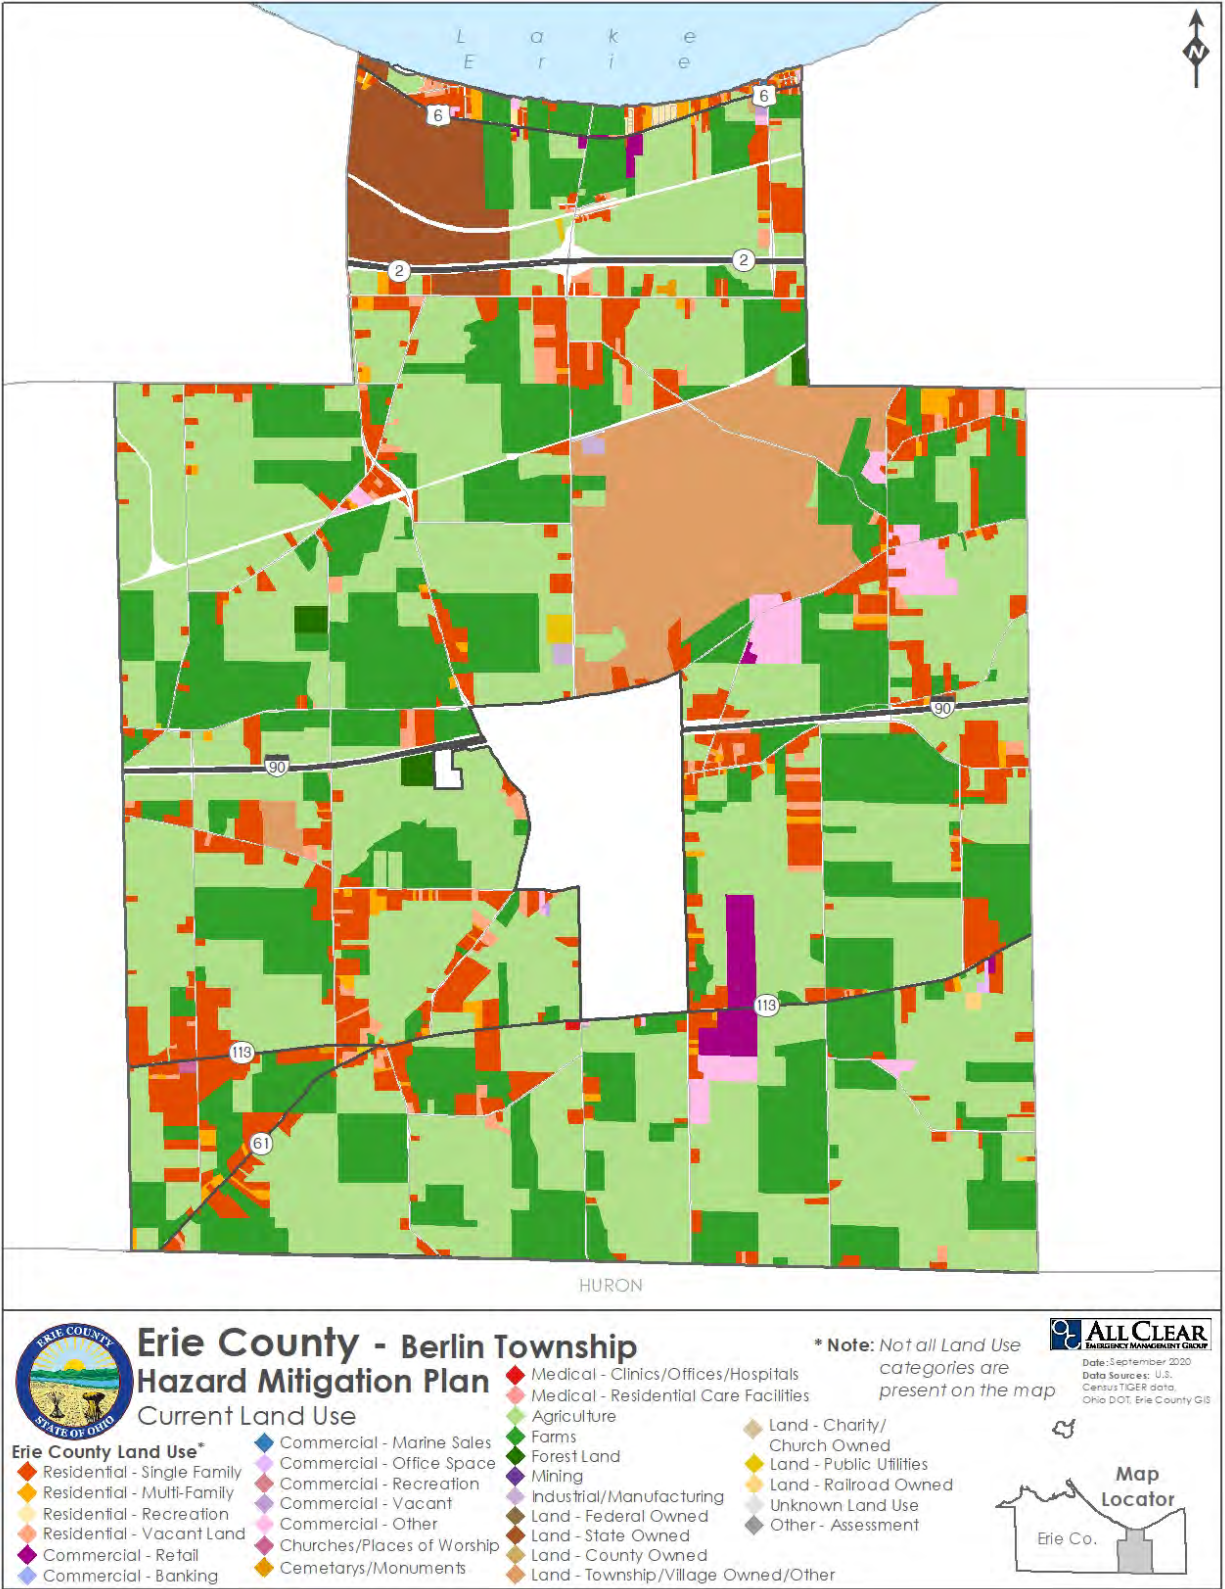 L a k e
E r i e
N
6
6
2
2
90
90
113
113
61
HURON
ERIE COUNTY
STATE OF OHIO
Erie County - Berlin Township
Hazard Mitigation Plan
Current Land Use
Erie County Land Use*
Residential - Single Family
Residential - Multi-Family
Residential - Recreation
Residential - Vacant Land
Commercial - Retail
Commercial - Banking
Commercial - Marine Sales
Commercial - Office Space
Commercial - Recreation
Commercial - Vacant
Commercial - Other
Churches/Places of Worship
Cemetarys/Monuments
Medical - Clinics/Offices/Hospitals
Medical - Residential Care Facilities
Agriculture
Farms
Forest Land
Mining
Industrial/Manufacturing
Land - Federal Owned
Land - State Owned
Land - County Owned
Land - Township/Village Owned/Other
Land - Charity/
Church Owned
Land - Public Utilities
Land - Railroad Owned
Unknown Land Use
Other - Assessment
* Note: Not all Land Use
categories are
present on the map
ALL CLEAR
EMERGENCY MANAGEMENT GROUP
Date: September 2020
Data Sources: U.S.
Census TIGER data,
Ohio DOT, Erie County GIS
Map
Locator
Erie Co.